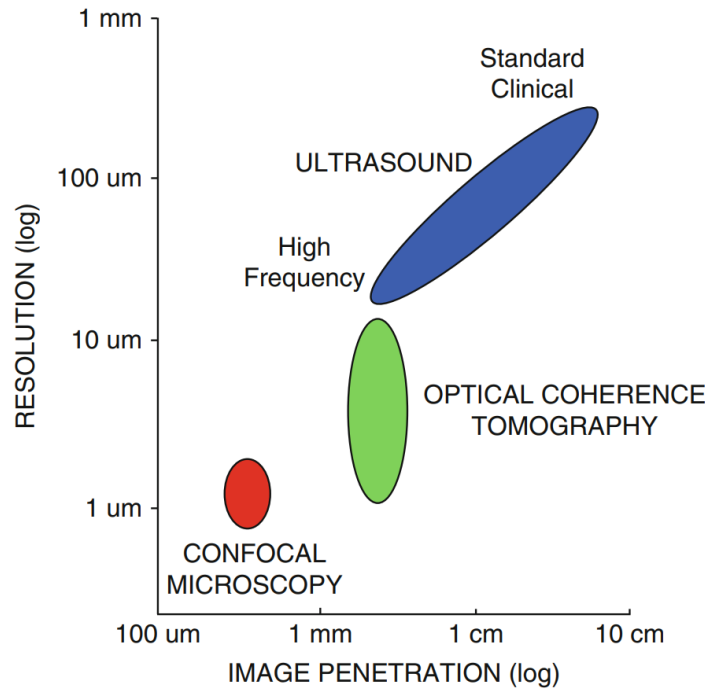 1 mm
Standard
Clinical
ULTRASOUND
100 um
High
Frequency
RESOLUTION (log)
10 um
OPTICAL COHERENCE
TOMOGRAPHY
1 um
CONFOCAL
MICROSCOPY
100 um
1 mm
1 cm
10 cm
IMAGE PENETRATION (log)